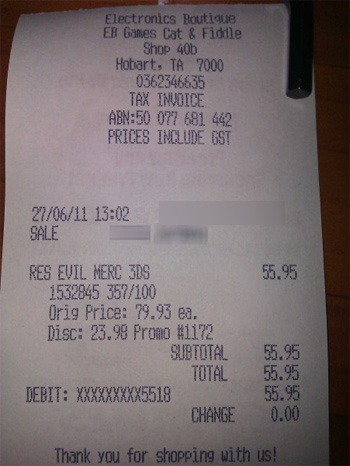 Electronics Boutique
EB Games Cat & Fiddle
Shop 40b
Hobart, TA 7000
0362346635
TAX INVOICE
ABN:50 077 681 442
PRICES INCLUDE GST
27/06/11 13:02
SALE
RES EVIL MERC 3DS 55.95
1532845 357/100
Orig Price: 79.93 ea.
Disc: 23.98 Promo #1172
SUBTOTAL 55.95
TOTAL 55.95
DEBIT: XXXXXXXXX5518 55.95
CHANGE 0.00
Thank you for shopping with us!